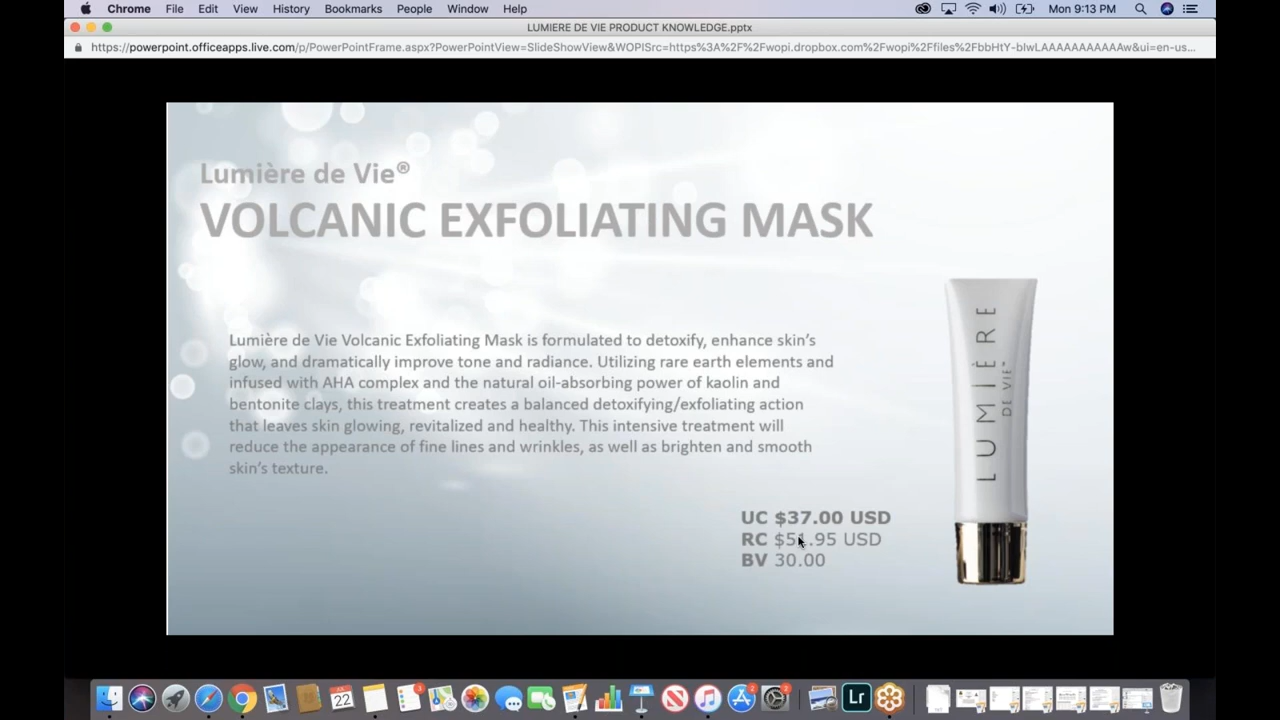 Chrome File Edit View History Bookmarks People Window Help Mon 9:13 PM
LUMIERE DE VIE PRODUCT KNOWLEDGE.pptx
https://powerpoint.officeapps.live.com/p/PowerPointFrame.aspx?PowerPointView=SlideShowView&WOPISrc=https%3A%2F%2Fwopi.dropbox.com%2Fwopi%2Ffiles%2FbbHtY-bIwLAAAAAAAAAAAw&ui=en-us...
Lumière de Vie®
VOLCANIC EXFOLIATING MASK
Lumière de Vie Volcanic Exfoliating Mask is formulated to detoxify, enhance skin's
glow, and dramatically improve tone and radiance. Utilizing rare earth elements and
infused with AHA complex and the natural oil-absorbing power of kaolin and
bentonite clays, this treatment creates a balanced detoxifying/exfoliating action
that leaves skin glowing, revitalized and healthy. This intensive treatment will
reduce the appearance of fine lines and wrinkles, as well as brighten and smooth
skin's texture.
LUMIÈRE
DE VIE™
UC $37.00 USD
RC USD
BV 30.00
22
Lr